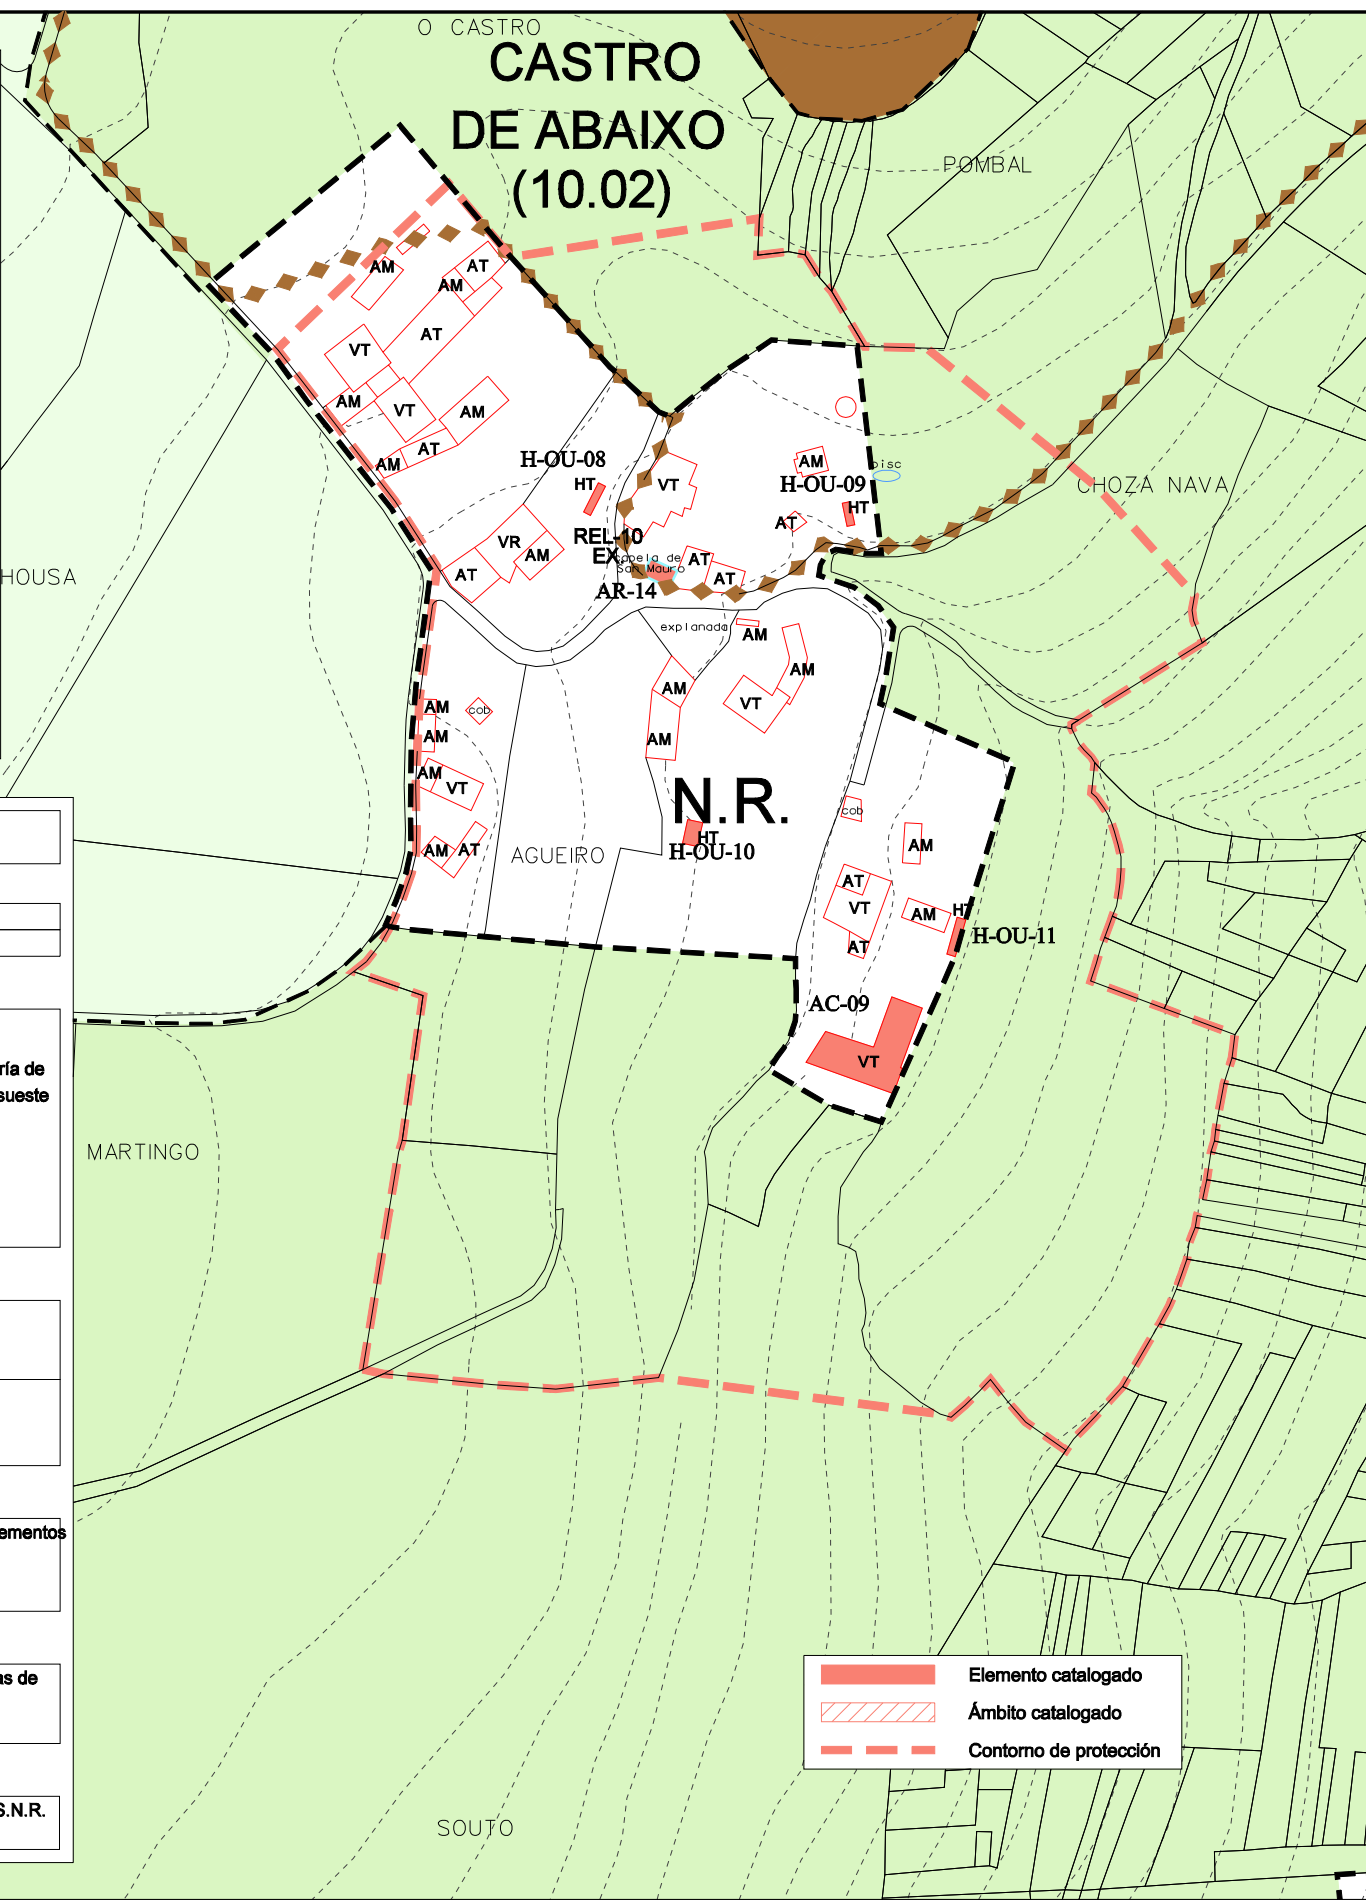 O CASTRO
CASTRO
DE ABAIXO
(10.02)
POMBAL
AM
AT
AM
AT
VT
AM
VT
AM
AT
AM
H-OU-08
HT
VT
AM
H-OU-09
HT
AT
pisc
CHOZA NAVA
VR
AM
AT
REL-10
EX
capela de
San Mauro
AT
AT
AR-14
HOUSA
explanada
AM
AM
AM
VT
AM
AM
cob
AM
AM
VT
N.R.
cob
HT
H-OU-10
AM
AT
AGUEIRO
AM
AT
VT
AM
HT
AT
H-OU-11
AC-09
VT
ría de
sueste
MARTINGO
ementos
as de
S.N.R.
SOUTO
Elemento catalogado
Ámbito catalogado
Contorno de protección